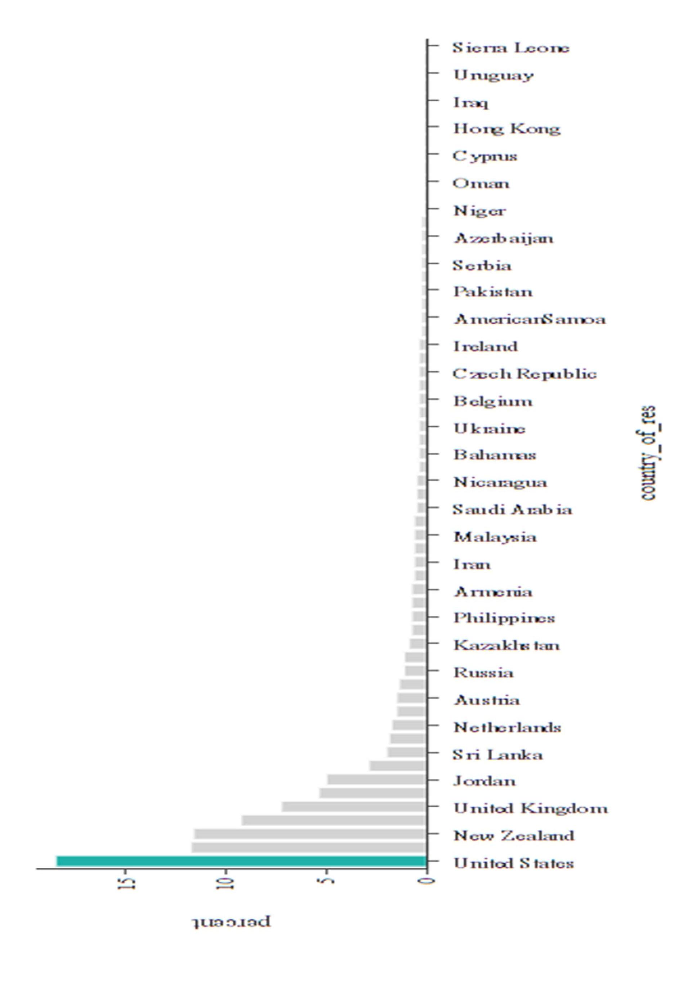 Sierra Leone
Uruguay
Iraq
Hong Kong
Cyprus
Oman
Niger
Azerbaijan
Serbia
Pakistan
AmericanSamoa
Ireland
Czech Republic
Belgium
Ukraine
Bahamas
Nicaragua
Saudi Arabia
Malaysia
Iran
Armenia
Philippines
Kazakhstan
Russia
Austria
Netherlands
Sri Lanka
Jordan
United Kingdom
New Zealand
United States
country_of_res
15
10
5
0
percent